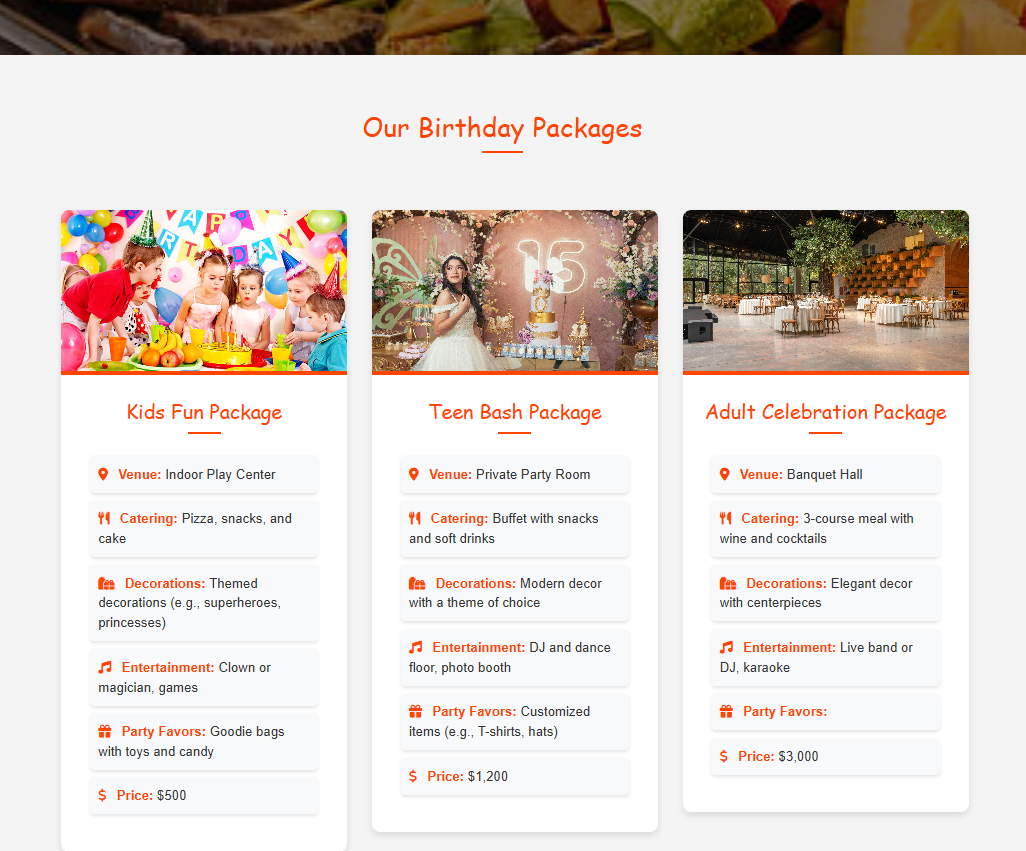 Our Birthday Packages
HAPPY
BIRTHDAY
15
Kids Fun Package
Venue: Indoor Play Center
Catering: Pizza, snacks, and
cake
Decorations: Themed
decorations (e.g., superheroes,
princesses)
Entertainment: Clown or
magician, games
Party Favors: Goodie bags
with toys and candy
Price: $500
Teen Bash Package
Venue: Private Party Room
Catering: Buffet with snacks
and soft drinks
Decorations: Modern decor
with a theme of choice
Entertainment: DJ and dance
floor, photo booth
Party Favors: Customized
items (e.g., T-shirts, hats)
Price: $1,200
Adult Celebration Package
Venue: Banquet Hall
Catering: 3-course meal with
wine and cocktails
Decorations: Elegant decor
with centerpieces
Entertainment: Live band or
DJ, karaoke
Party Favors:
Price: $3,000